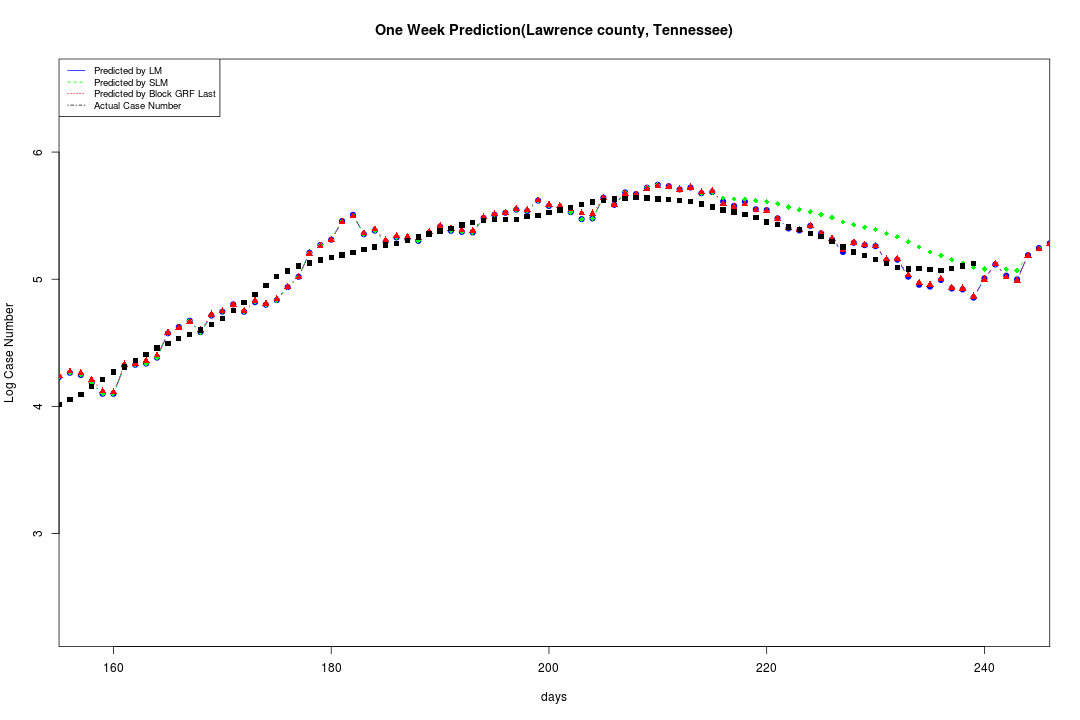 One Week Prediction(Lawrence county, Tennessee)
Predicted by LM
Predicted by SLM
Predicted by Block GRF Last
Actual Case Number
6
5
4
3
Log Case Number
160 180 200 220 240
days